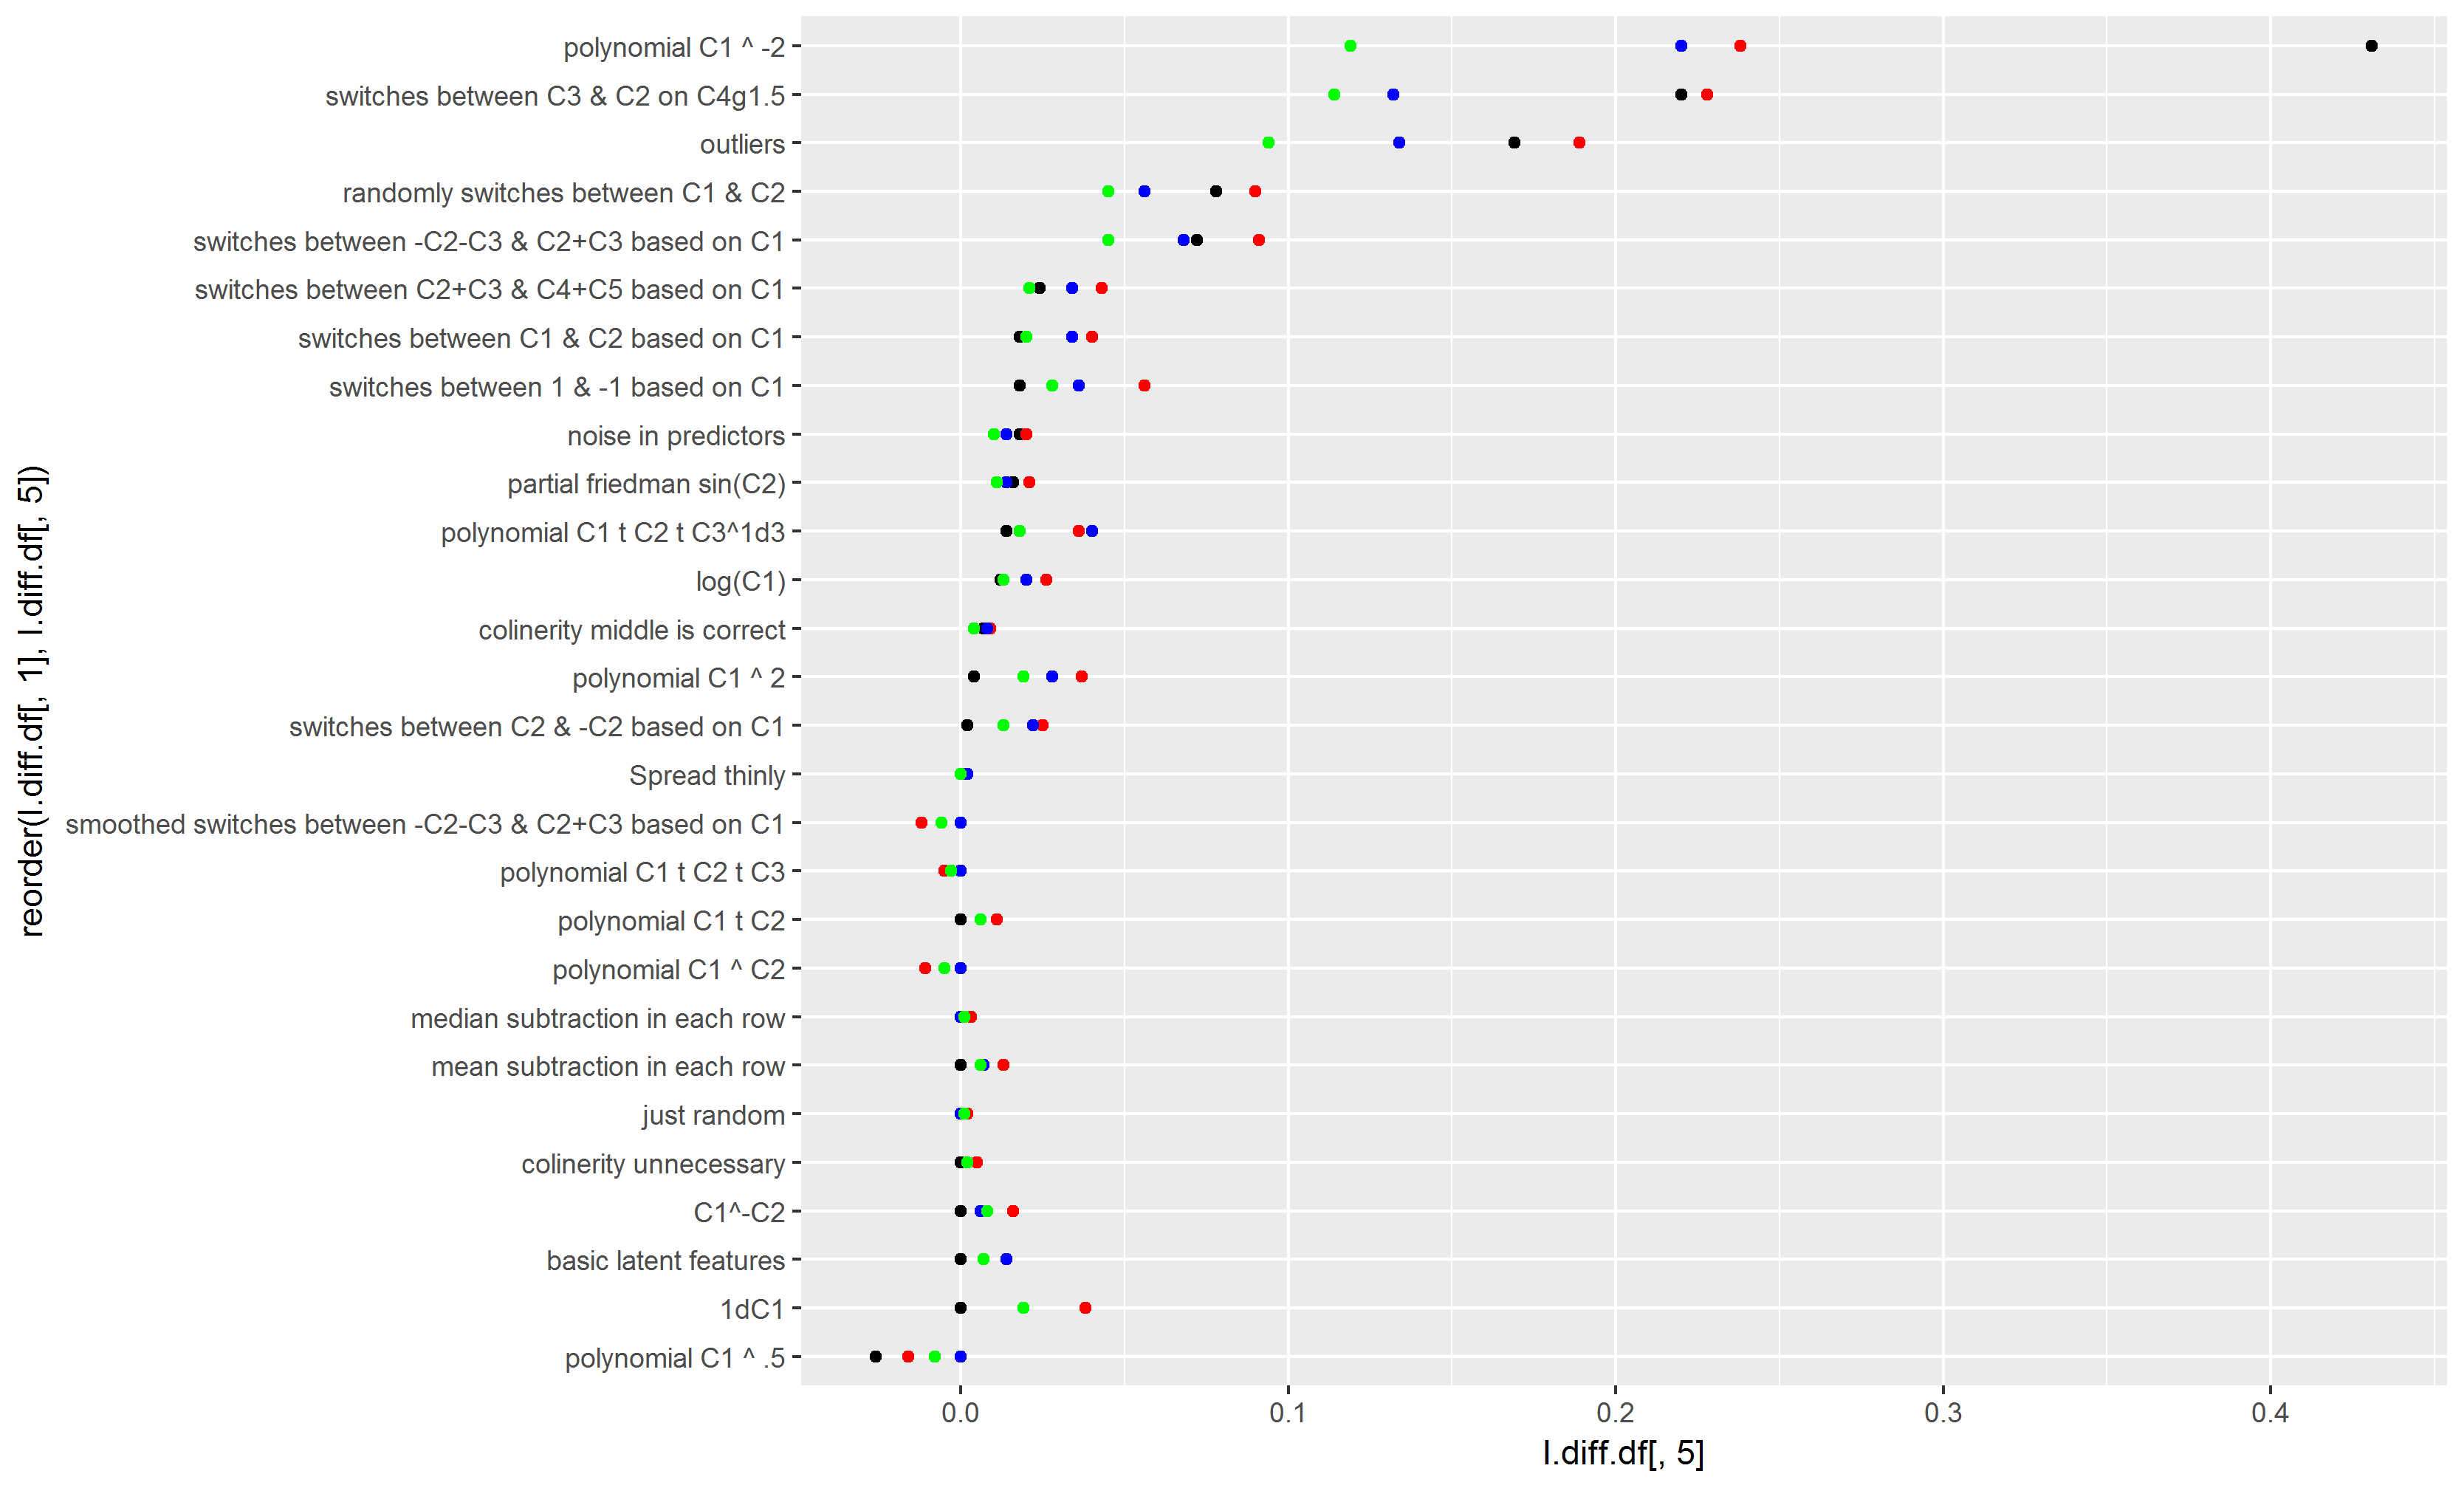 polynomial C1 ^ -2
switches between C3 & C2 on C4g1.5
outliers
randomly switches between C1 & C2
switches between -C2-C3 & C2+C3 based on C1
switches between C2+C3 & C4+C5 based on C1
switches between C1 & C2 based on C1
switches between 1 & -1 based on C1
noise in predictors
partial friedman sin(C2)
polynomial C1 t C2 t C3^1d3
log(C1)
colinerity middle is correct
polynomial C1 ^ 2
switches between C2 & -C2 based on C1
Spread thinly
smoothed switches between -C2-C3 & C2+C3 based on C1
polynomial C1 t C2 t C3
polynomial C1 t C2
polynomial C1 ^ C2
median subtraction in each row
mean subtraction in each row
just random
colinerity unnecessary
C1^-C2
basic latent features
1dC1
polynomial C1 ^ .5
reorder(l.diff.df[, 1], l.diff.df[, 5])
0.0 0.1 0.2 0.3 0.4
l.diff.df[, 5]